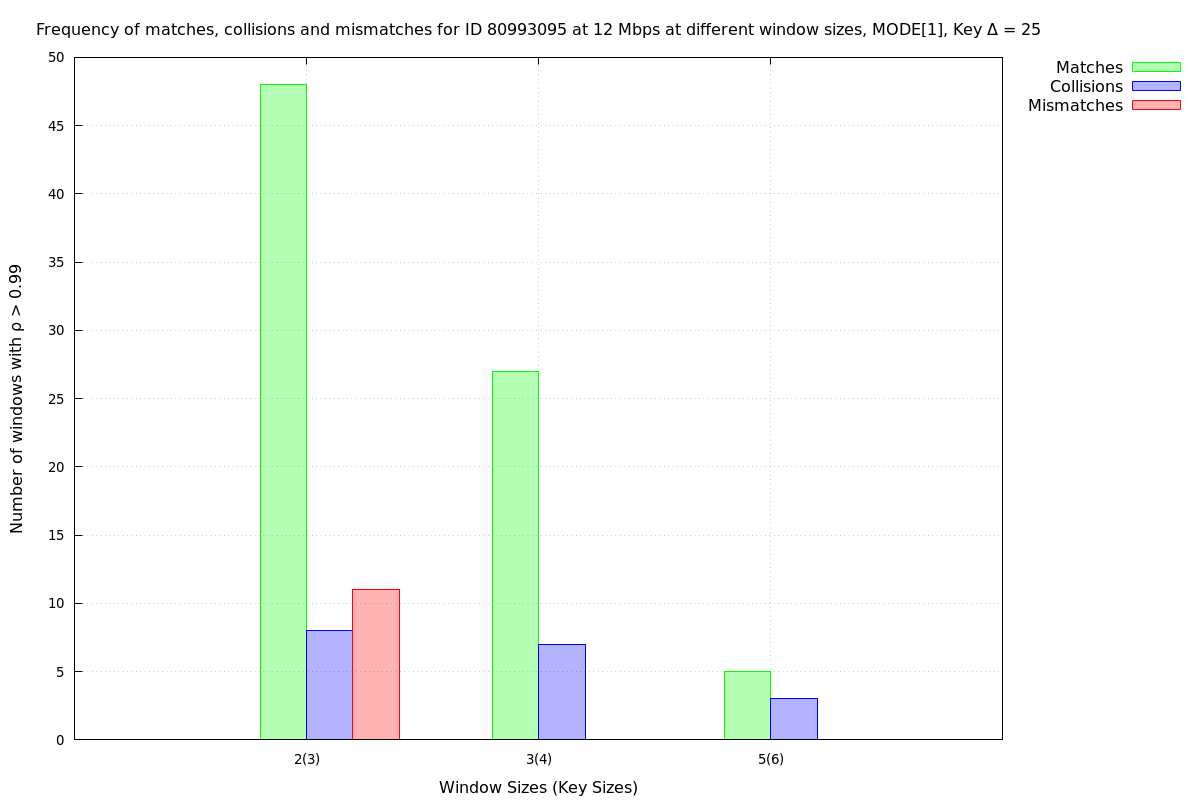 Frequency of matches, collisions and mismatches for ID 80993095 at 12 Mbps at different window sizes, MODE[1], Key Δ = 25
Matches
Collisions
Mismatches
Number of windows with ρ > 0.99
50
45
40
35
30
25
20
15
10
5
0
2(3)
3(4)
5(6)
Window Sizes (Key Sizes)